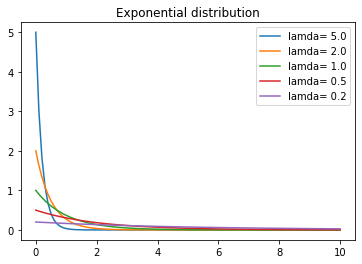 Exponential distribution
lamda= 5.0
lamda= 2.0
lamda= 1.0
lamda= 0.5
lamda= 0.2
5
4
3
2
1
0
0 2 4 6 8 10